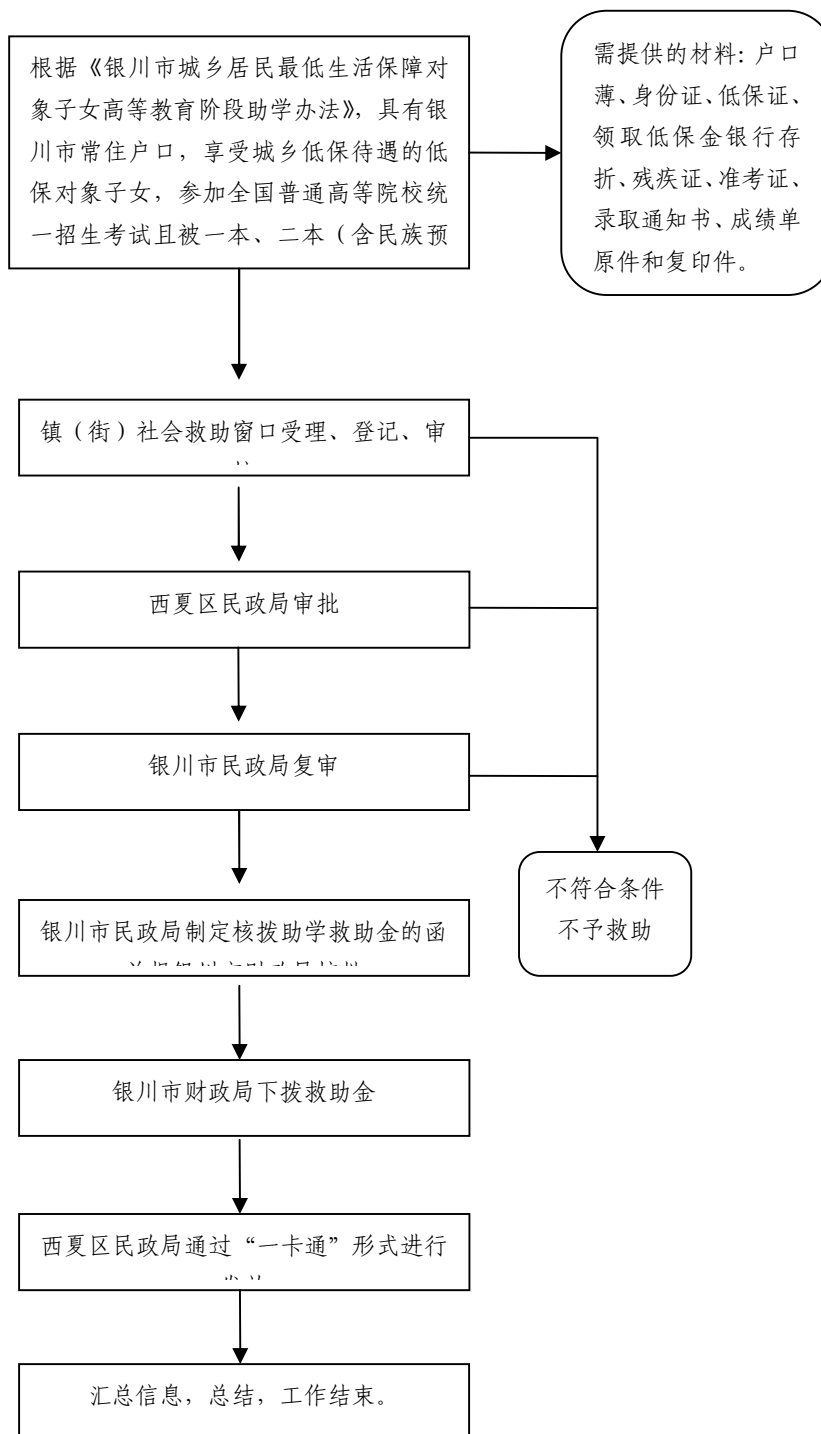 根据《银川市城乡居民最低生活保障对
象子女高等教育阶段助学办法》，具有银
川市常住户口，享受城乡低保待遇的低
保对象子女，参加全国普通高等院校统
一招生考试且被一本、二本（含民族预
需提供的材料：户口
薄、身份证、低保证、
领取低保金银行存
折、残疾证、准考证、
录取通知书、成绩单
原件和复印件。
镇（街）社会救助窗口受理、登记、审
西夏区民政局审批
银川市民政局复审
不符合条件
不予救助
银川市民政局制定核拨助学救助金的函
银川市财政局下拨救助金
西夏区民政局通过“一卡通”形式进行
汇总信息，总结，工作结束。